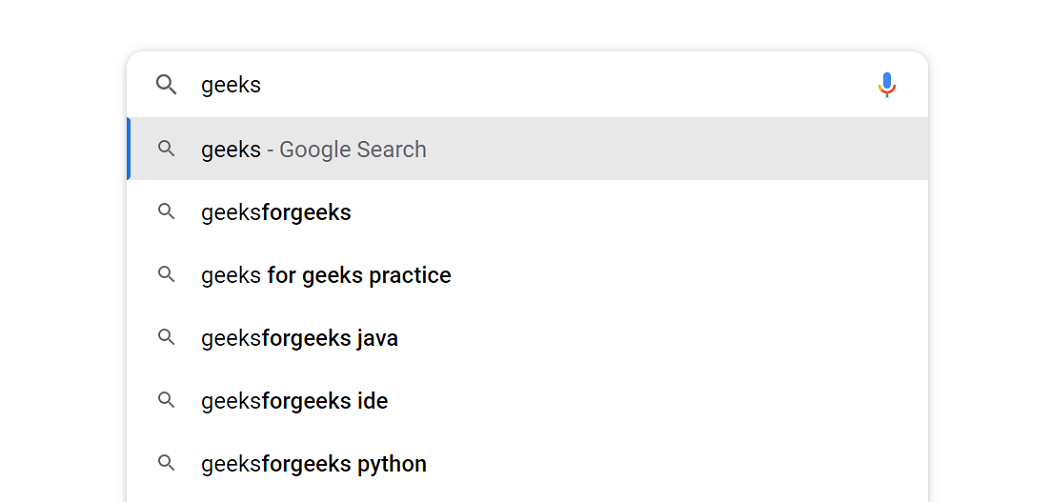 geeks
geeks - Google Search
geeksforgeeks
geeks for geeks practice
geeksforgeeks java
geeksforgeeks ide
geeksforgeeks python